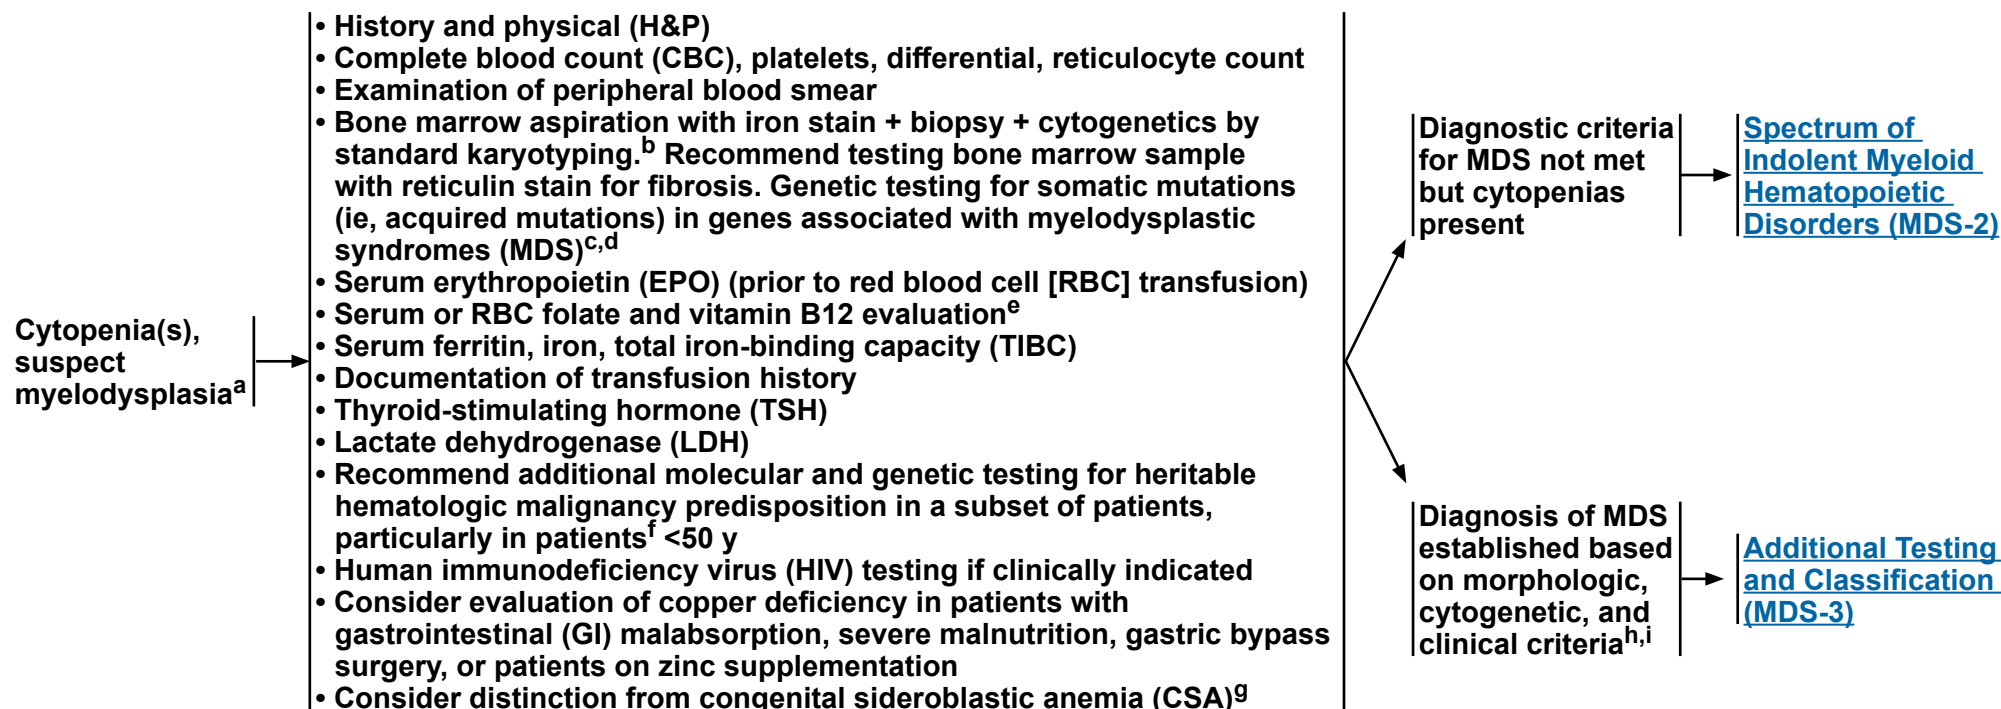 Cytopenia(s),
suspect
myelodysplasiaᵃ
• History and physical (H&P)
• Complete blood count (CBC), platelets, differential, reticulocyte count
• Examination of peripheral blood smear
• Bone marrow aspiration with iron stain + biopsy + cytogenetics by
standard karyotyping.ᵇ Recommend testing bone marrow sample
with reticulin stain for fibrosis. Genetic testing for somatic mutations
(ie, acquired mutations) in genes associated with myelodysplastic
syndromes (MDS)ᶜ,ᵈ
• Serum erythropoietin (EPO) (prior to red blood cell [RBC] transfusion)
• Serum or RBC folate and vitamin B12 evaluationᵉ
• Serum ferritin, iron, total iron-binding capacity (TIBC)
• Documentation of transfusion history
• Thyroid-stimulating hormone (TSH)
• Lactate dehydrogenase (LDH)
• Recommend additional molecular and genetic testing for heritable
hematologic malignancy predisposition in a subset of patients,
particularly in patientsᶠ <50 y
• Human immunodeficiency virus (HIV) testing if clinically indicated
• Consider evaluation of copper deficiency in patients with
gastrointestinal (GI) malabsorption, severe malnutrition, gastric bypass
surgery, or patients on zinc supplementation
• Consider distinction from congenital sideroblastic anemia (CSA)ᵍ
Diagnostic criteria
for MDS not met
but cytopenias
present
Spectrum of
Indolent Myeloid
Hematopoietic
Disorders (MDS-2)
Diagnosis of MDS
established based
on morphologic,
cytogenetic, and
clinical criteriaʰ,ⁱ
Additional Testing
and Classification
(MDS-3)